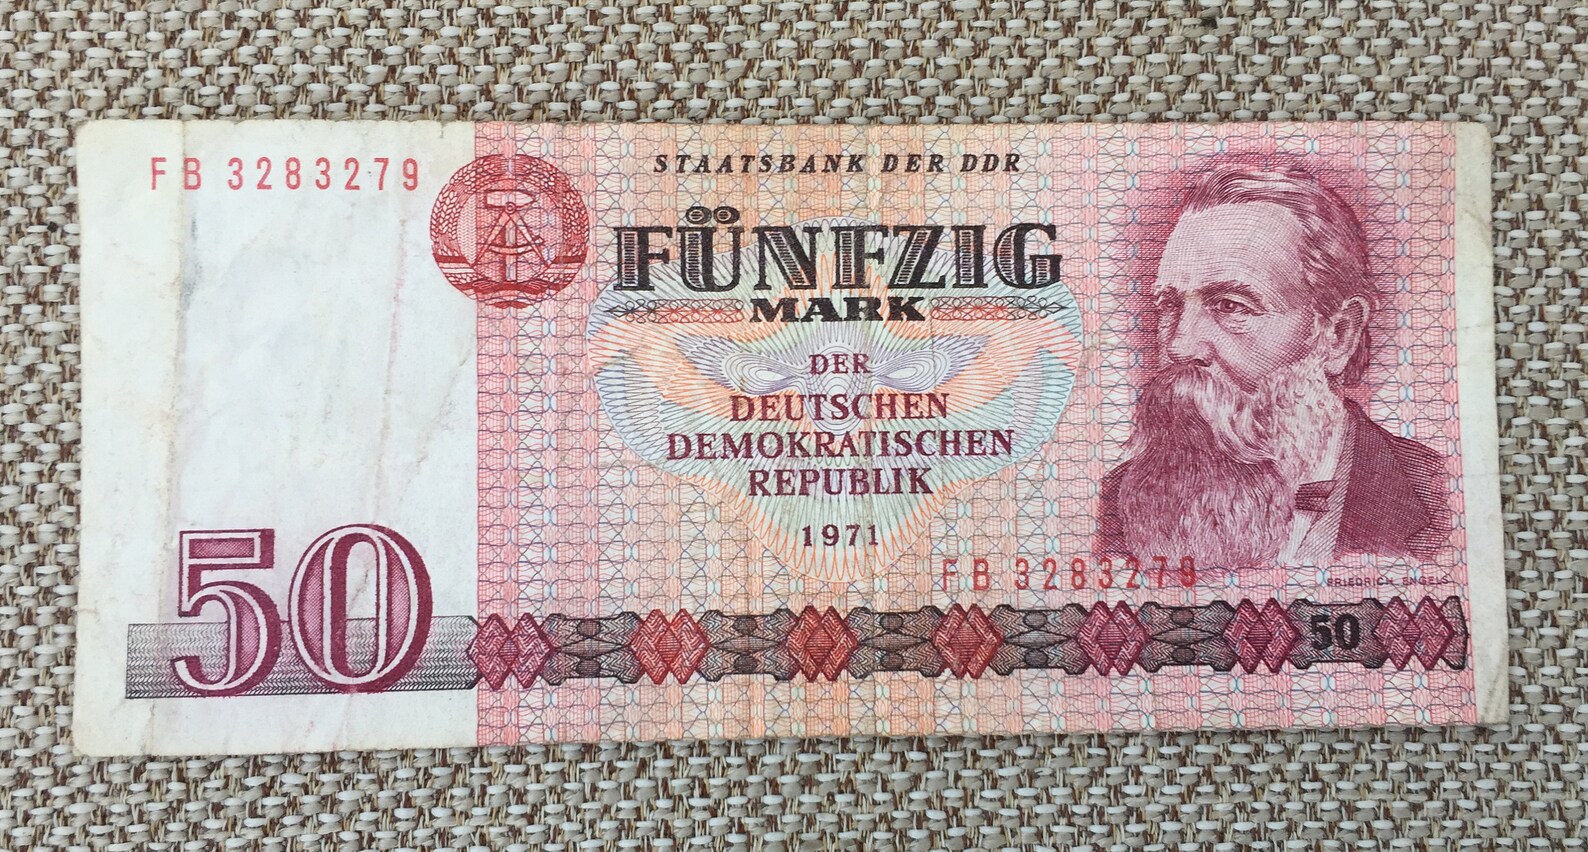 FB 3283279
STAATSBANK DER DDR
FÜNFZIG
MARK
DER
DEUTSCHEN
DEMOKRATISCHEN
REPUBLIK
1971
FB 3283279
FRIEDRICH ENGELS
50
50